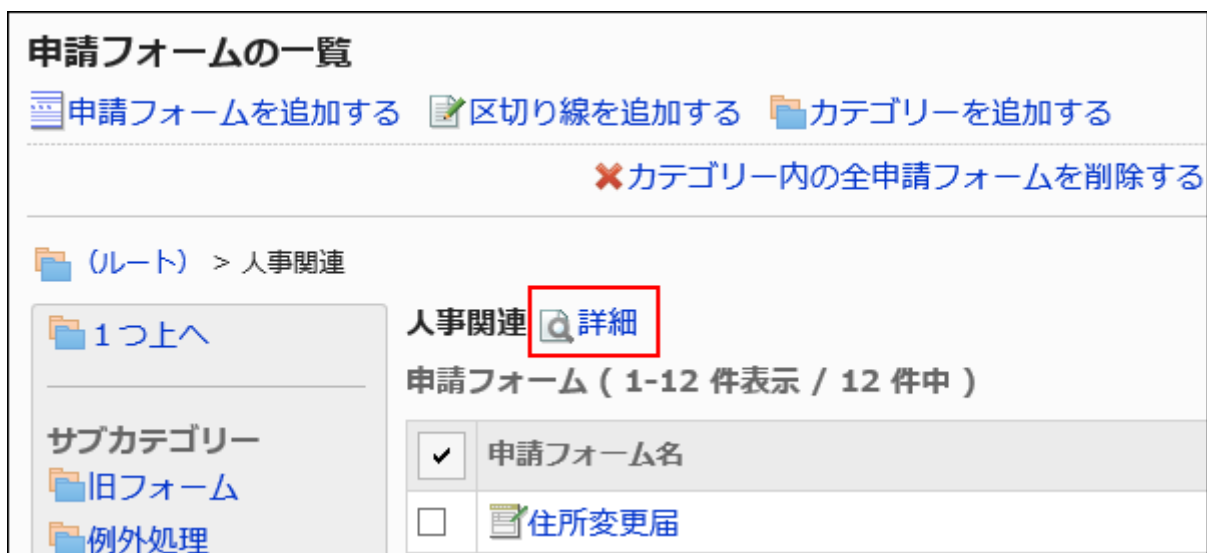 申請フォームの一覧
申請フォームを追加する 区切り線を追加する カテゴリーを追加する
カテゴリー内の全申請フォームを削除する
（ルート） > 人事関連
1つ上へ
サブカテゴリー
旧フォーム
例外処理
人事関連 詳細
申請フォーム ( 1-12 件表示 / 12 件中 )
申請フォーム名
住所変更届